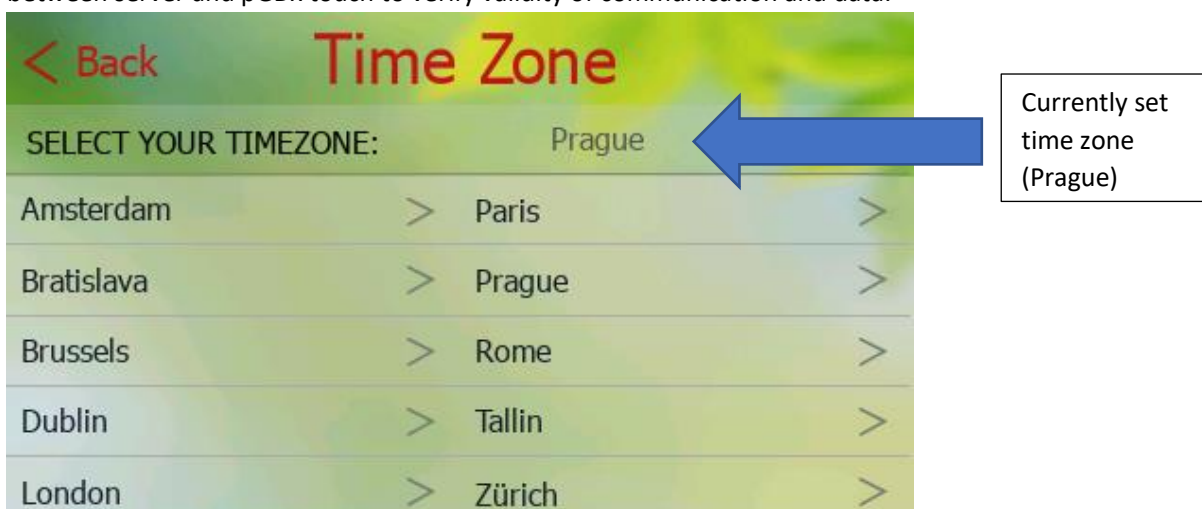 < Back Time Zone
SELECT YOUR TIMEZONE: Prague
Currently set
time zone
(Prague)
Amsterdam > Paris >
Bratislava > Prague >
Brussels > Rome >
Dublin > Tallin >
London > Zürich >